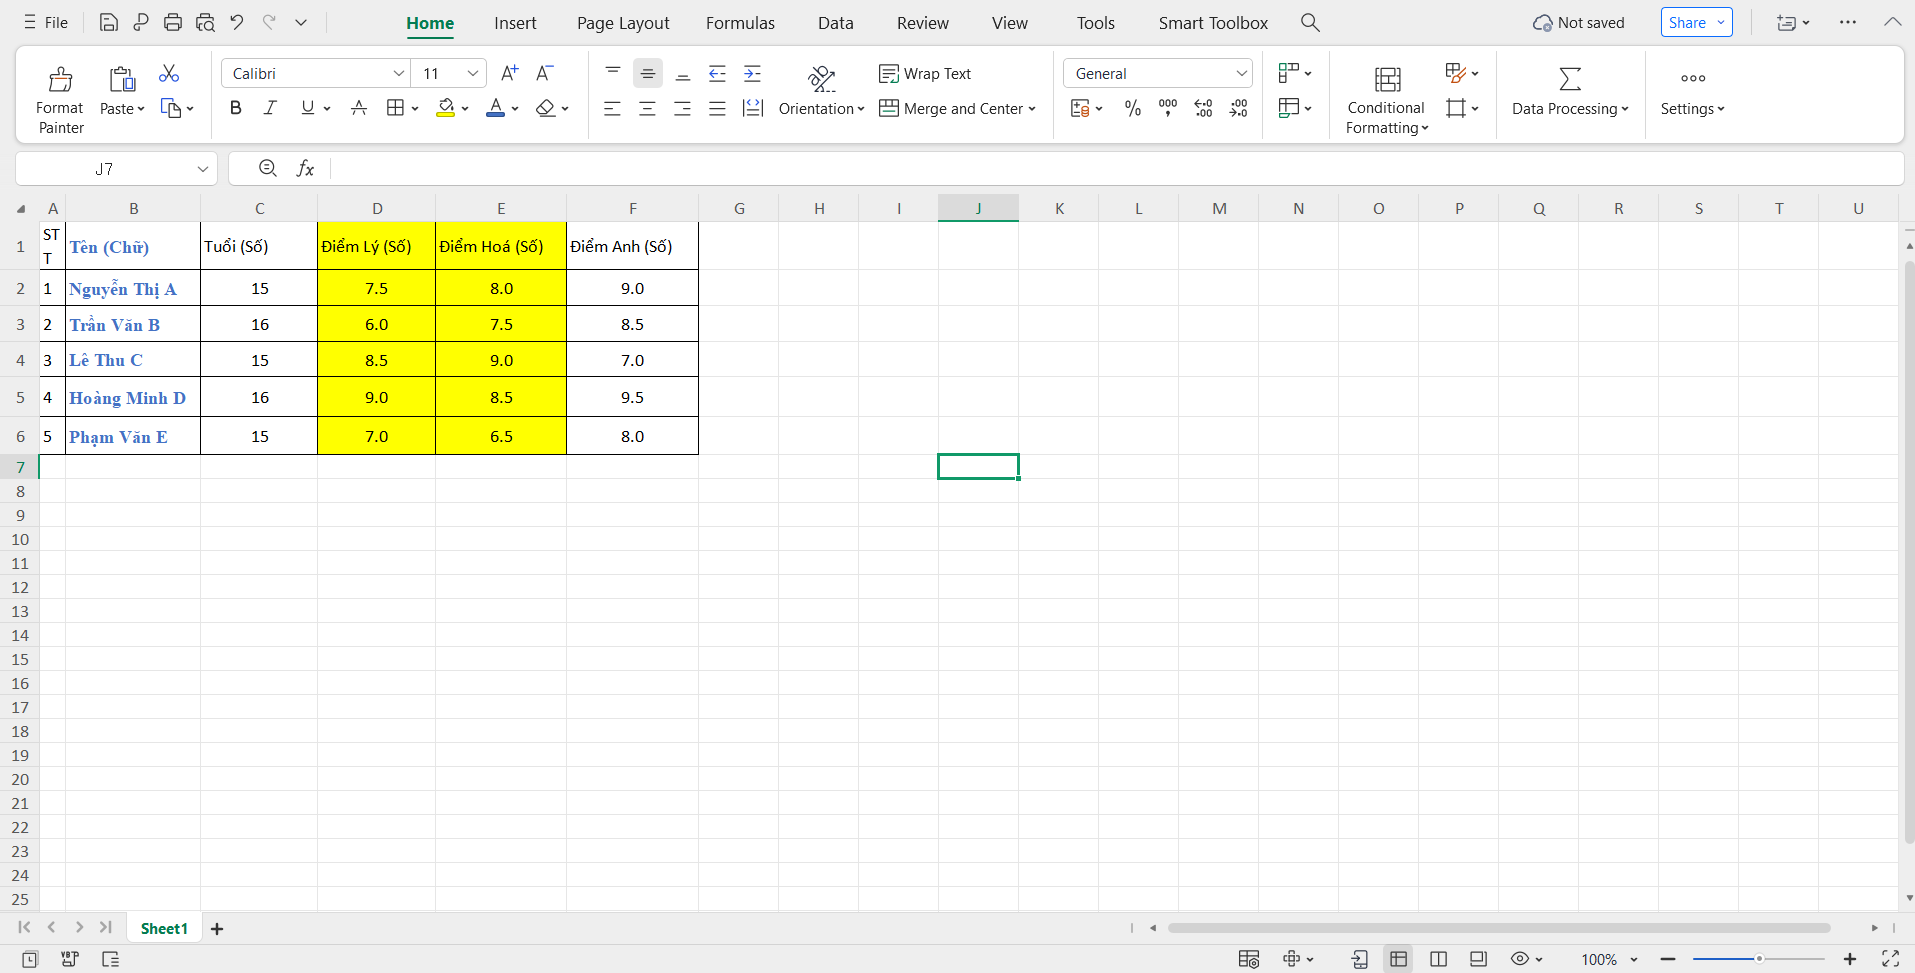 File
Home Insert Page Layout Formulas Data Review View Tools Smart Toolbox
Not saved Share
Format Painter
Paste
Calibri 11
A+ A-
B I U A A
Orientation
Wrap Text
Merge and Center
General
% 000 .00 .00
Conditional Formatting
Data Processing
Settings
J7 fx
A B C D E F G H I J K L M N O P Q R S T U
1 STT Tên (Chữ) Tuổi (Số) Điểm Lý (Số) Điểm Hoá (Số) Điểm Anh (Số)
2 1 Nguyễn Thị A 15 7.5 8.0 9.0
3 2 Trần Văn B 16 6.0 7.5 8.5
4 3 Lê Thu C 15 8.5 9.0 7.0
5 4 Hoàng Minh D 16 9.0 8.5 9.5
6 5 Phạm Văn E 15 7.0 6.5 8.0
7
8
9
10
11
12
13
14
15
16
17
18
19
20
21
22
23
24
25
Sheet1
100%